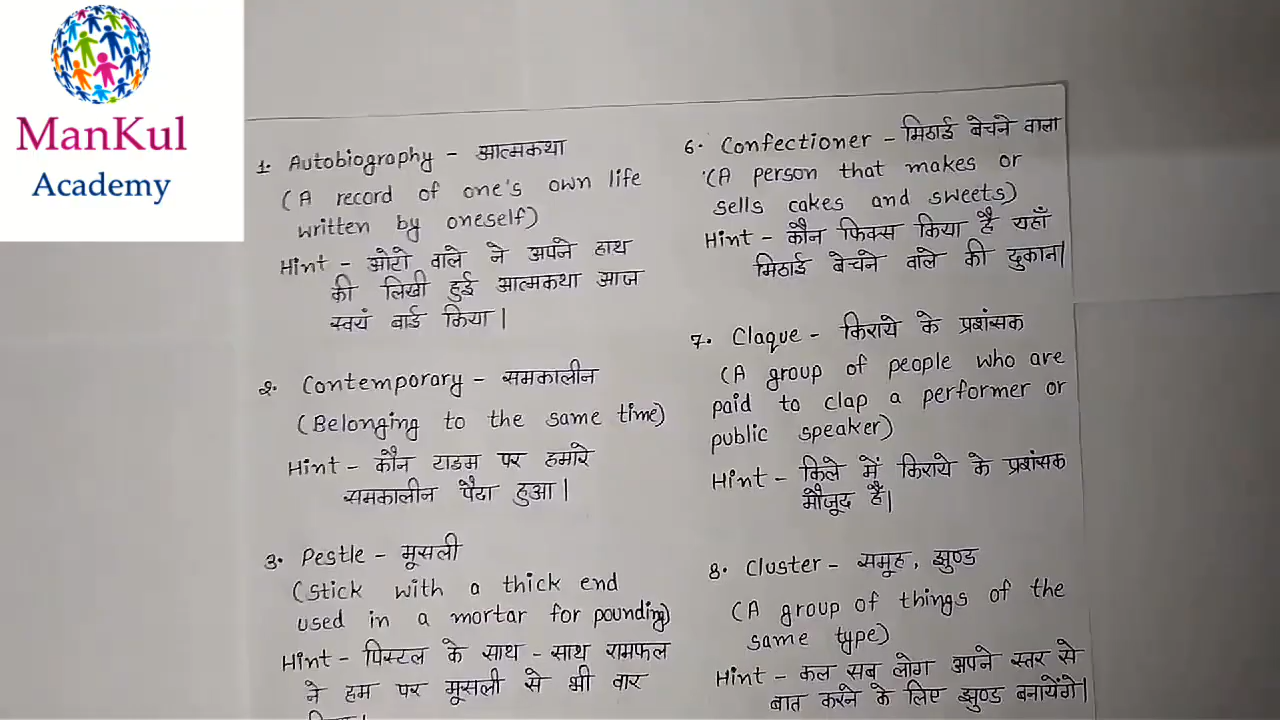 ManKul
Academy
1. Autobiography - आत्मकथा
(A record of one's own life
written by oneself)
Hint - ओटो वाले ने अपने हाथ
की लिखी हुई आत्मकथा आज
स्वयं बाई किया।
2. Contemporary - समकालीन
(Belonging to the same time)
Hint - कौन टाइम पर हमारे
समकालीन पैदा हुआ।
3. Pestle - मूसली
(Stick with a thick end
used in a mortar for pounding)
Hint - पिस्टल के साथ - साथ रामफल
ने हम पर मूसली से भी वार
6. Confectioner - मिठाई बेचने वाला
(A person that makes or
sells cakes and sweets)
Hint - कौन फिक्स किया है यहाँ
मिठाई बेचने वाले की दुकान।
7. Claque - किराये के प्रशंसक
(A group of people who are
paid to clap a performer or
public speaker)
Hint - किले में किराये के प्रशंसक
मौजूद हैं।
8. Cluster - समूह, झुण्ड
(A group of things of the
same type)
Hint - कल सब लोग अपने स्तर से
बात करने के लिए झुण्ड बनायेंगे।